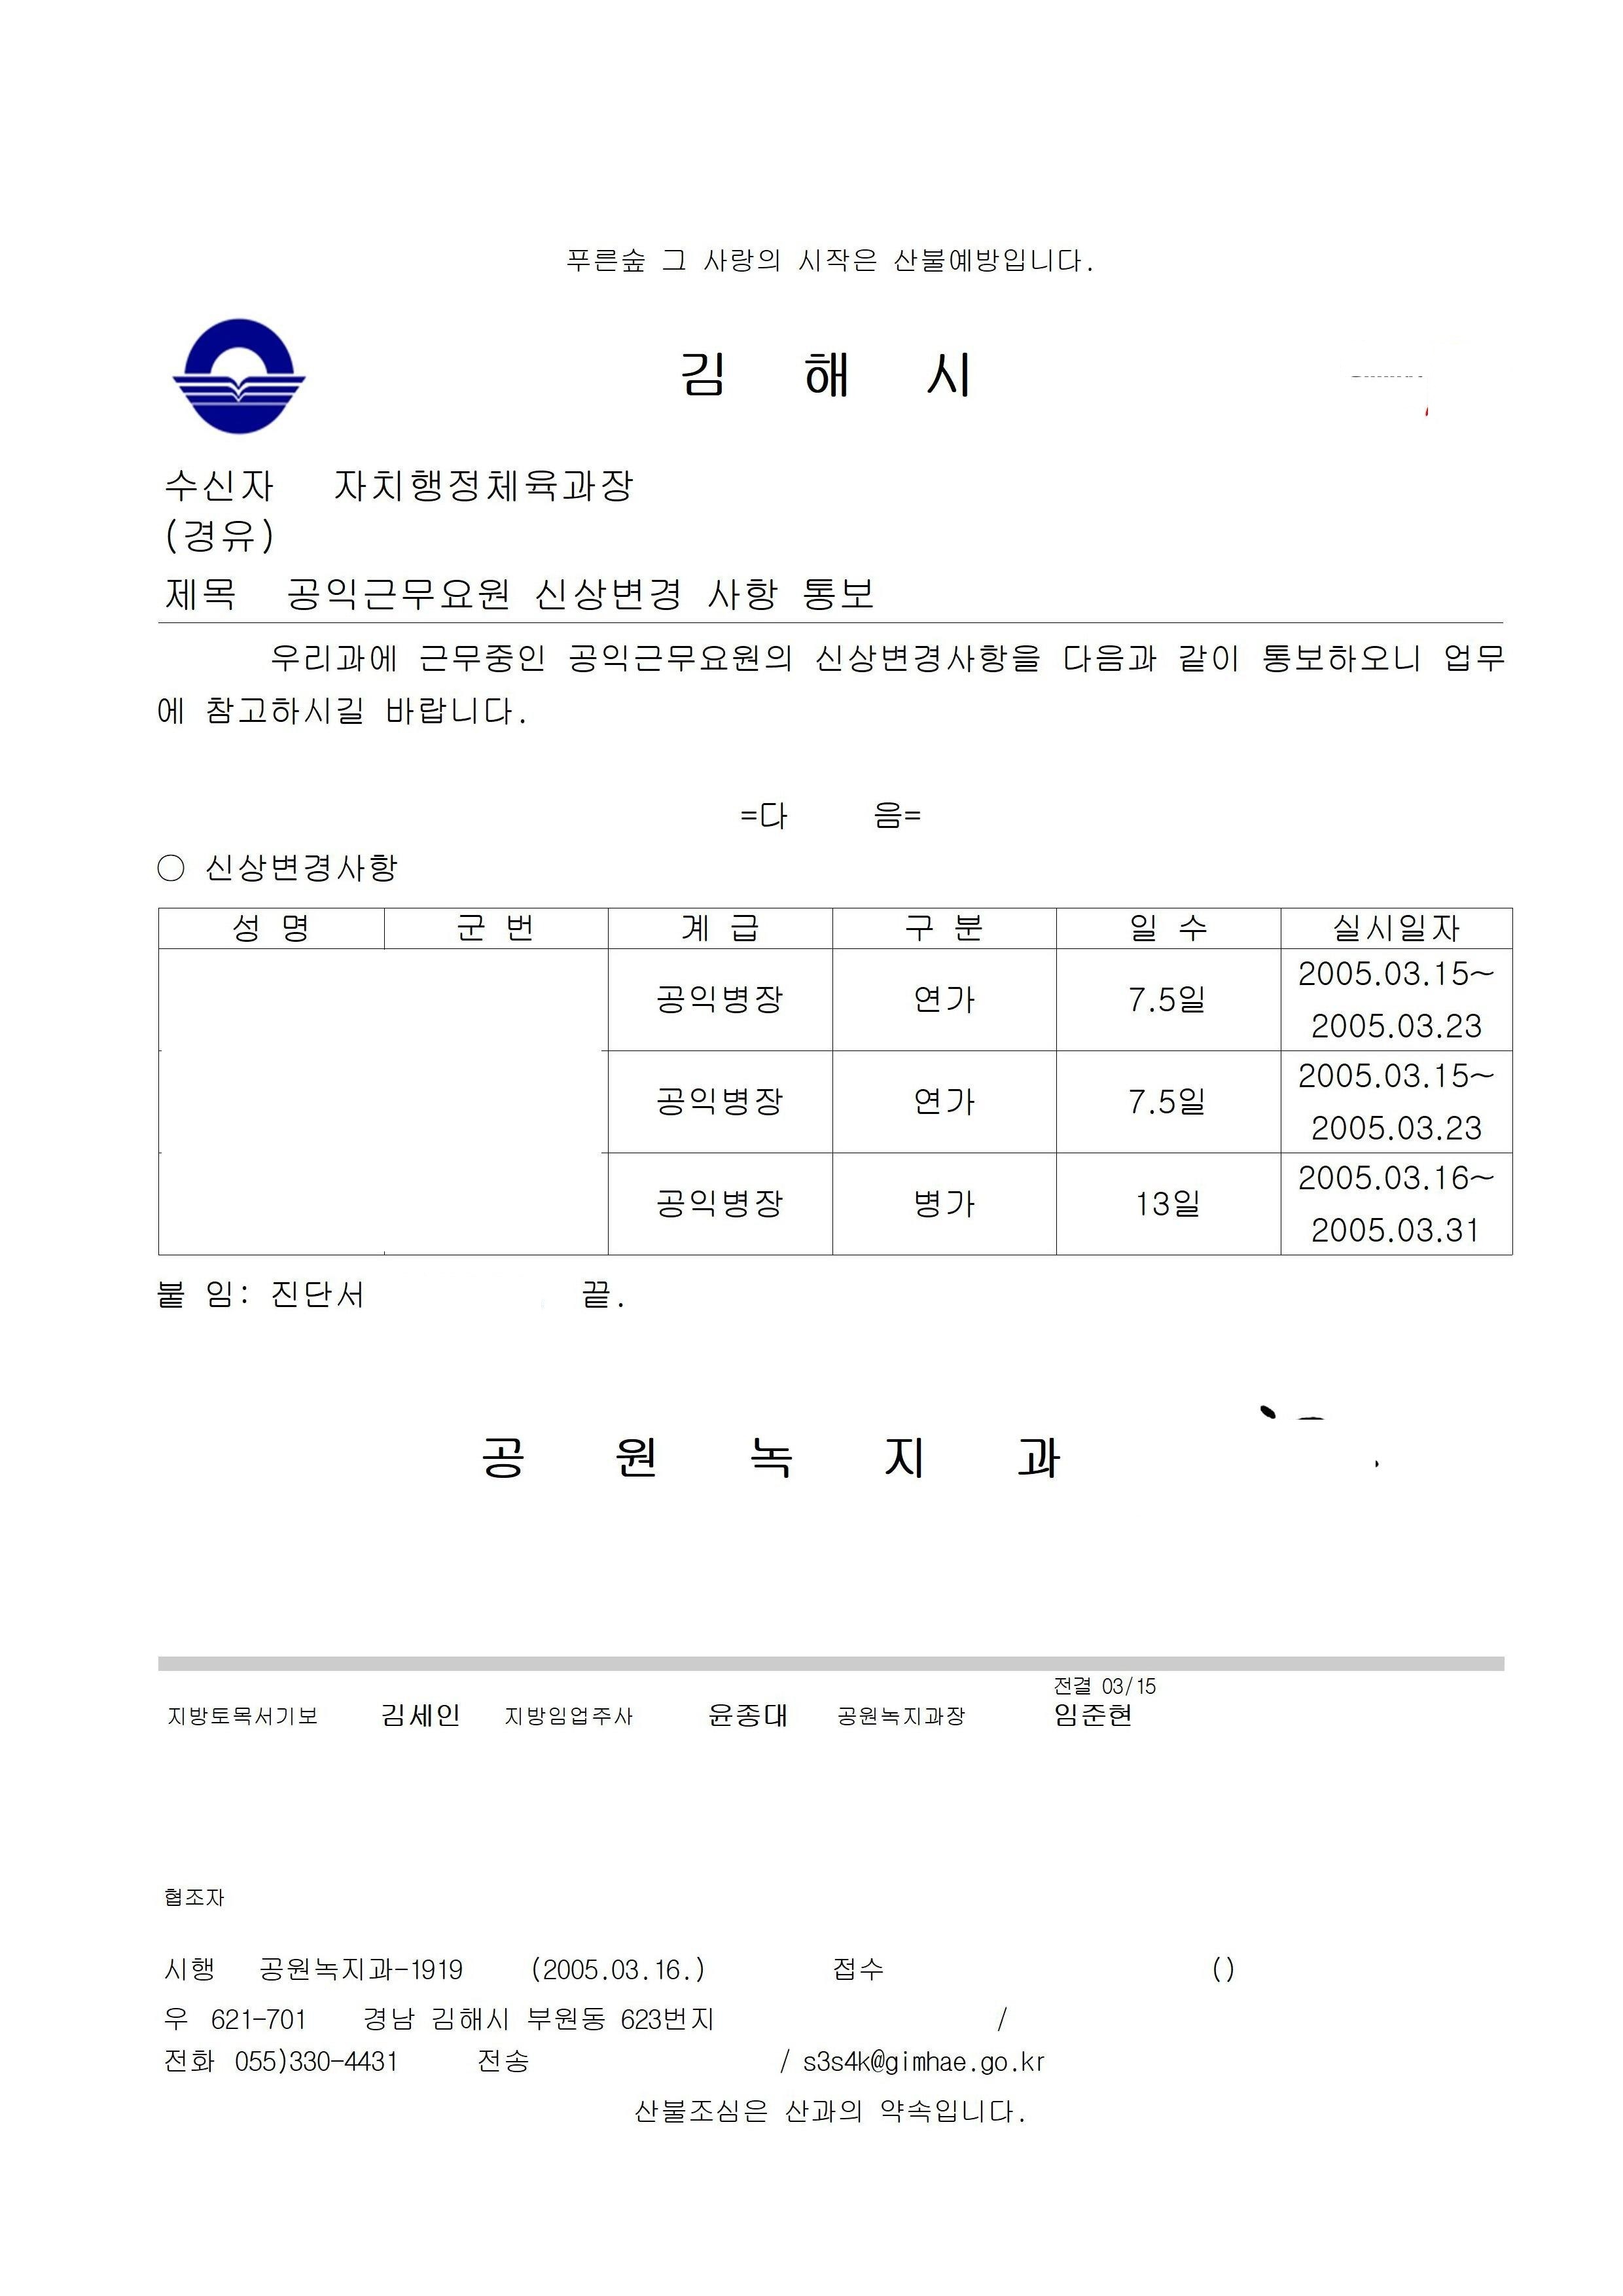 푸른숲 그 사랑의 시작은 산불예방입니다.
김 해 시
수신자 자치행정체육과장
(경유)
제목 공익근무요원 신상변경 사항 통보
우리과에 근무중인 공익근무요원의 신상변경사항을 다음과 같이 통보하오니 업무
에 참고하시길 바랍니다.
=다 음=
○ 신상변경사항
성 명 군 번 계 급 구 분 일 수 실시일자
공익병장 연가 7.5일 2005.03.15~
2005.03.23
공익병장 연가 7.5일 2005.03.15~
2005.03.23
공익병장 병가 13일 2005.03.16~
2005.03.31
붙 임: 진단서 끝.
공 원 녹 지 과
전결 03/15
지방토목서기보 김세인 지방임업주사 윤종대 공원녹지과장 임준현
협조자
시행 공원녹지과-1919 (2005.03.16.) 접수 ()
우 621-701 경남 김해시 부원동 623번지 /
전화 055)330-4431 전송 / s3s4k@gimhae.go.kr
산불조심은 산과의 약속입니다.